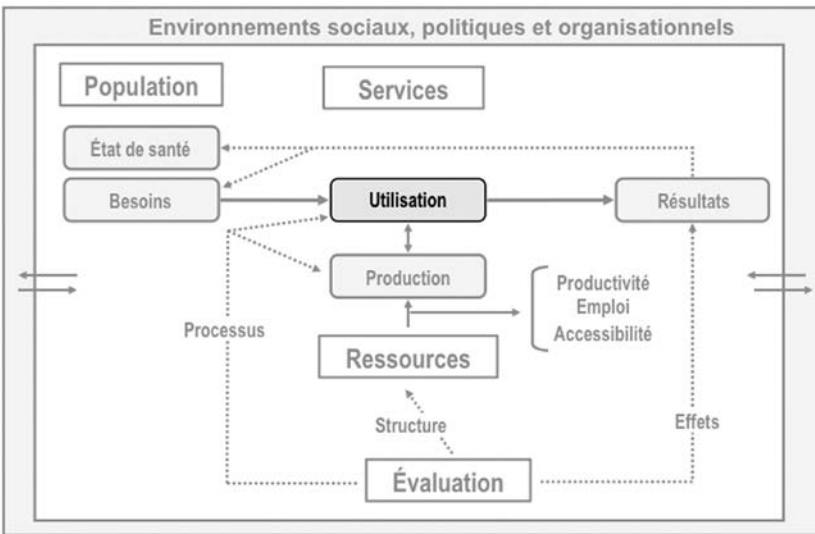 Environnements sociaux, politiques et organisationnels
Population
Services
État de santé
Besoins
Utilisation
Résultats
Production
Productivité
Emploi
Accessibilité
Processus
Ressources
Structure
Effets
Évaluation